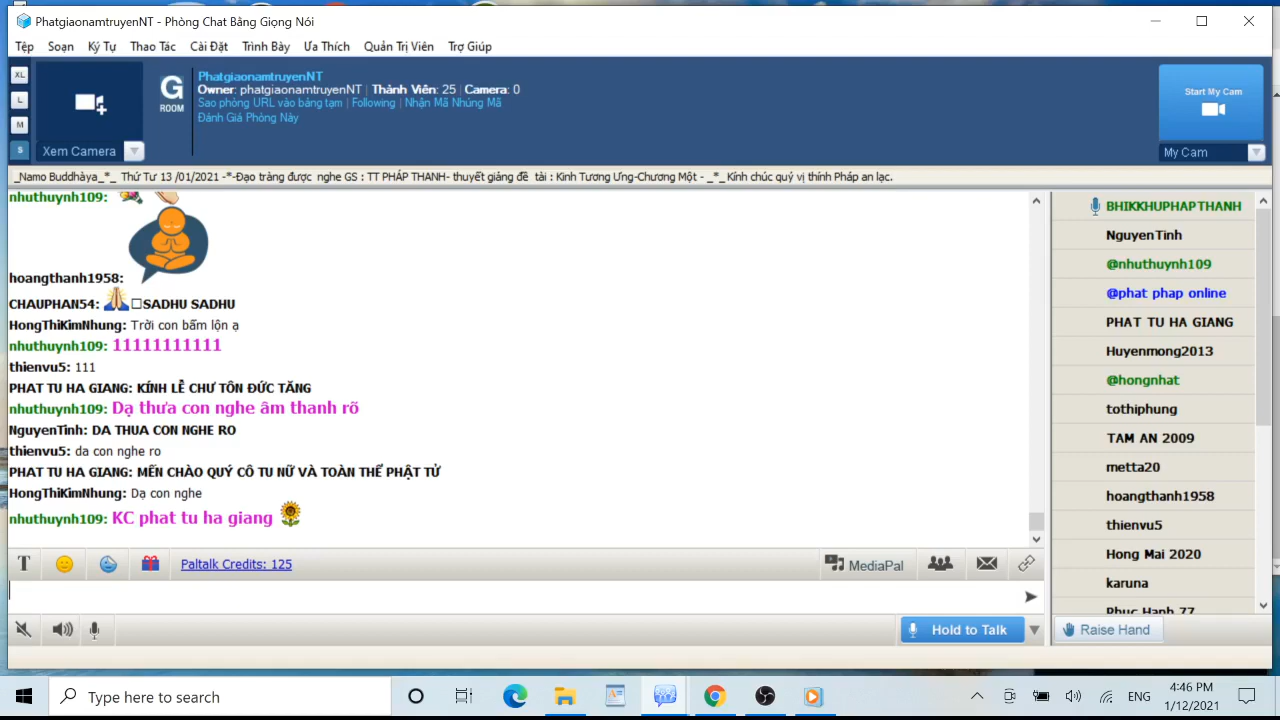 PhatgiaonamtruyenNT - Phòng Chat Bằng Giọng Nói
Tệp Soạn Ký Tự Thao Tác Cài Đặt Trình Bày Ưa Thích Quản Trị Viên Trợ Giúp
XL
L
M
S
Xem Camera
G
ROOM
PhatgiaonamtruyenNT
Owner: phatgiaonamtruyenNT | Thành Viên: 25 | Camera: 0
Sao phòng URL vào bảng tạm | Following | Nhận Mã Nhúng Mã
Đánh Giá Phòng Này
Start My Cam
My Cam
_Namo Buddhàya_*_ Thứ Tư 13 /01/2021 -*-Đạo tràng được nghe GS : TT PHÁP THANH- thuyết giảng đề tài : Kinh Tương Ưng-Chương Một - _*_Kính chúc quý vị thính Pháp an lạc.
nhuthuynh109:
hoangthanh1958:
CHAUPHAN54: 🙏□SADHU SADHU
HongThiKimNhung: Trời con bấm lộn ạ
nhuthuynh109: 11111111111
thienvu5: 111
PHAT TU HA GIANG: KÍNH LỄ CHƯ TÔN ĐỨC TĂNG
nhuthuynh109: Dạ thưa con nghe âm thanh rõ
NguyenTinh: DA THUA CON NGHE RO
thienvu5: da con nghe ro
PHAT TU HA GIANG: MẾN CHÀO QUÝ CÔ TU NỮ VÀ TOÀN THỂ PHẬT TỬ
HongThiKimNhung: Dạ con nghe
nhuthuynh109: KC phat tu ha giang 🌻
BHIKKHUPHAPTHANH
NguyenTinh
@nhuthuynh109
@phat phap online
PHAT TU HA GIANG
Huyenmong2013
@hongnhat
tothiphung
TAM AN 2009
metta20
hoangthanh1958
thienvu5
Hong Mai 2020
karuna
Phuc Hanh 77
T
Paltalk Credits: 125
MediaPal
Hold to Talk
Raise Hand
Type here to search
ENG
4:46 PM
1/12/2021